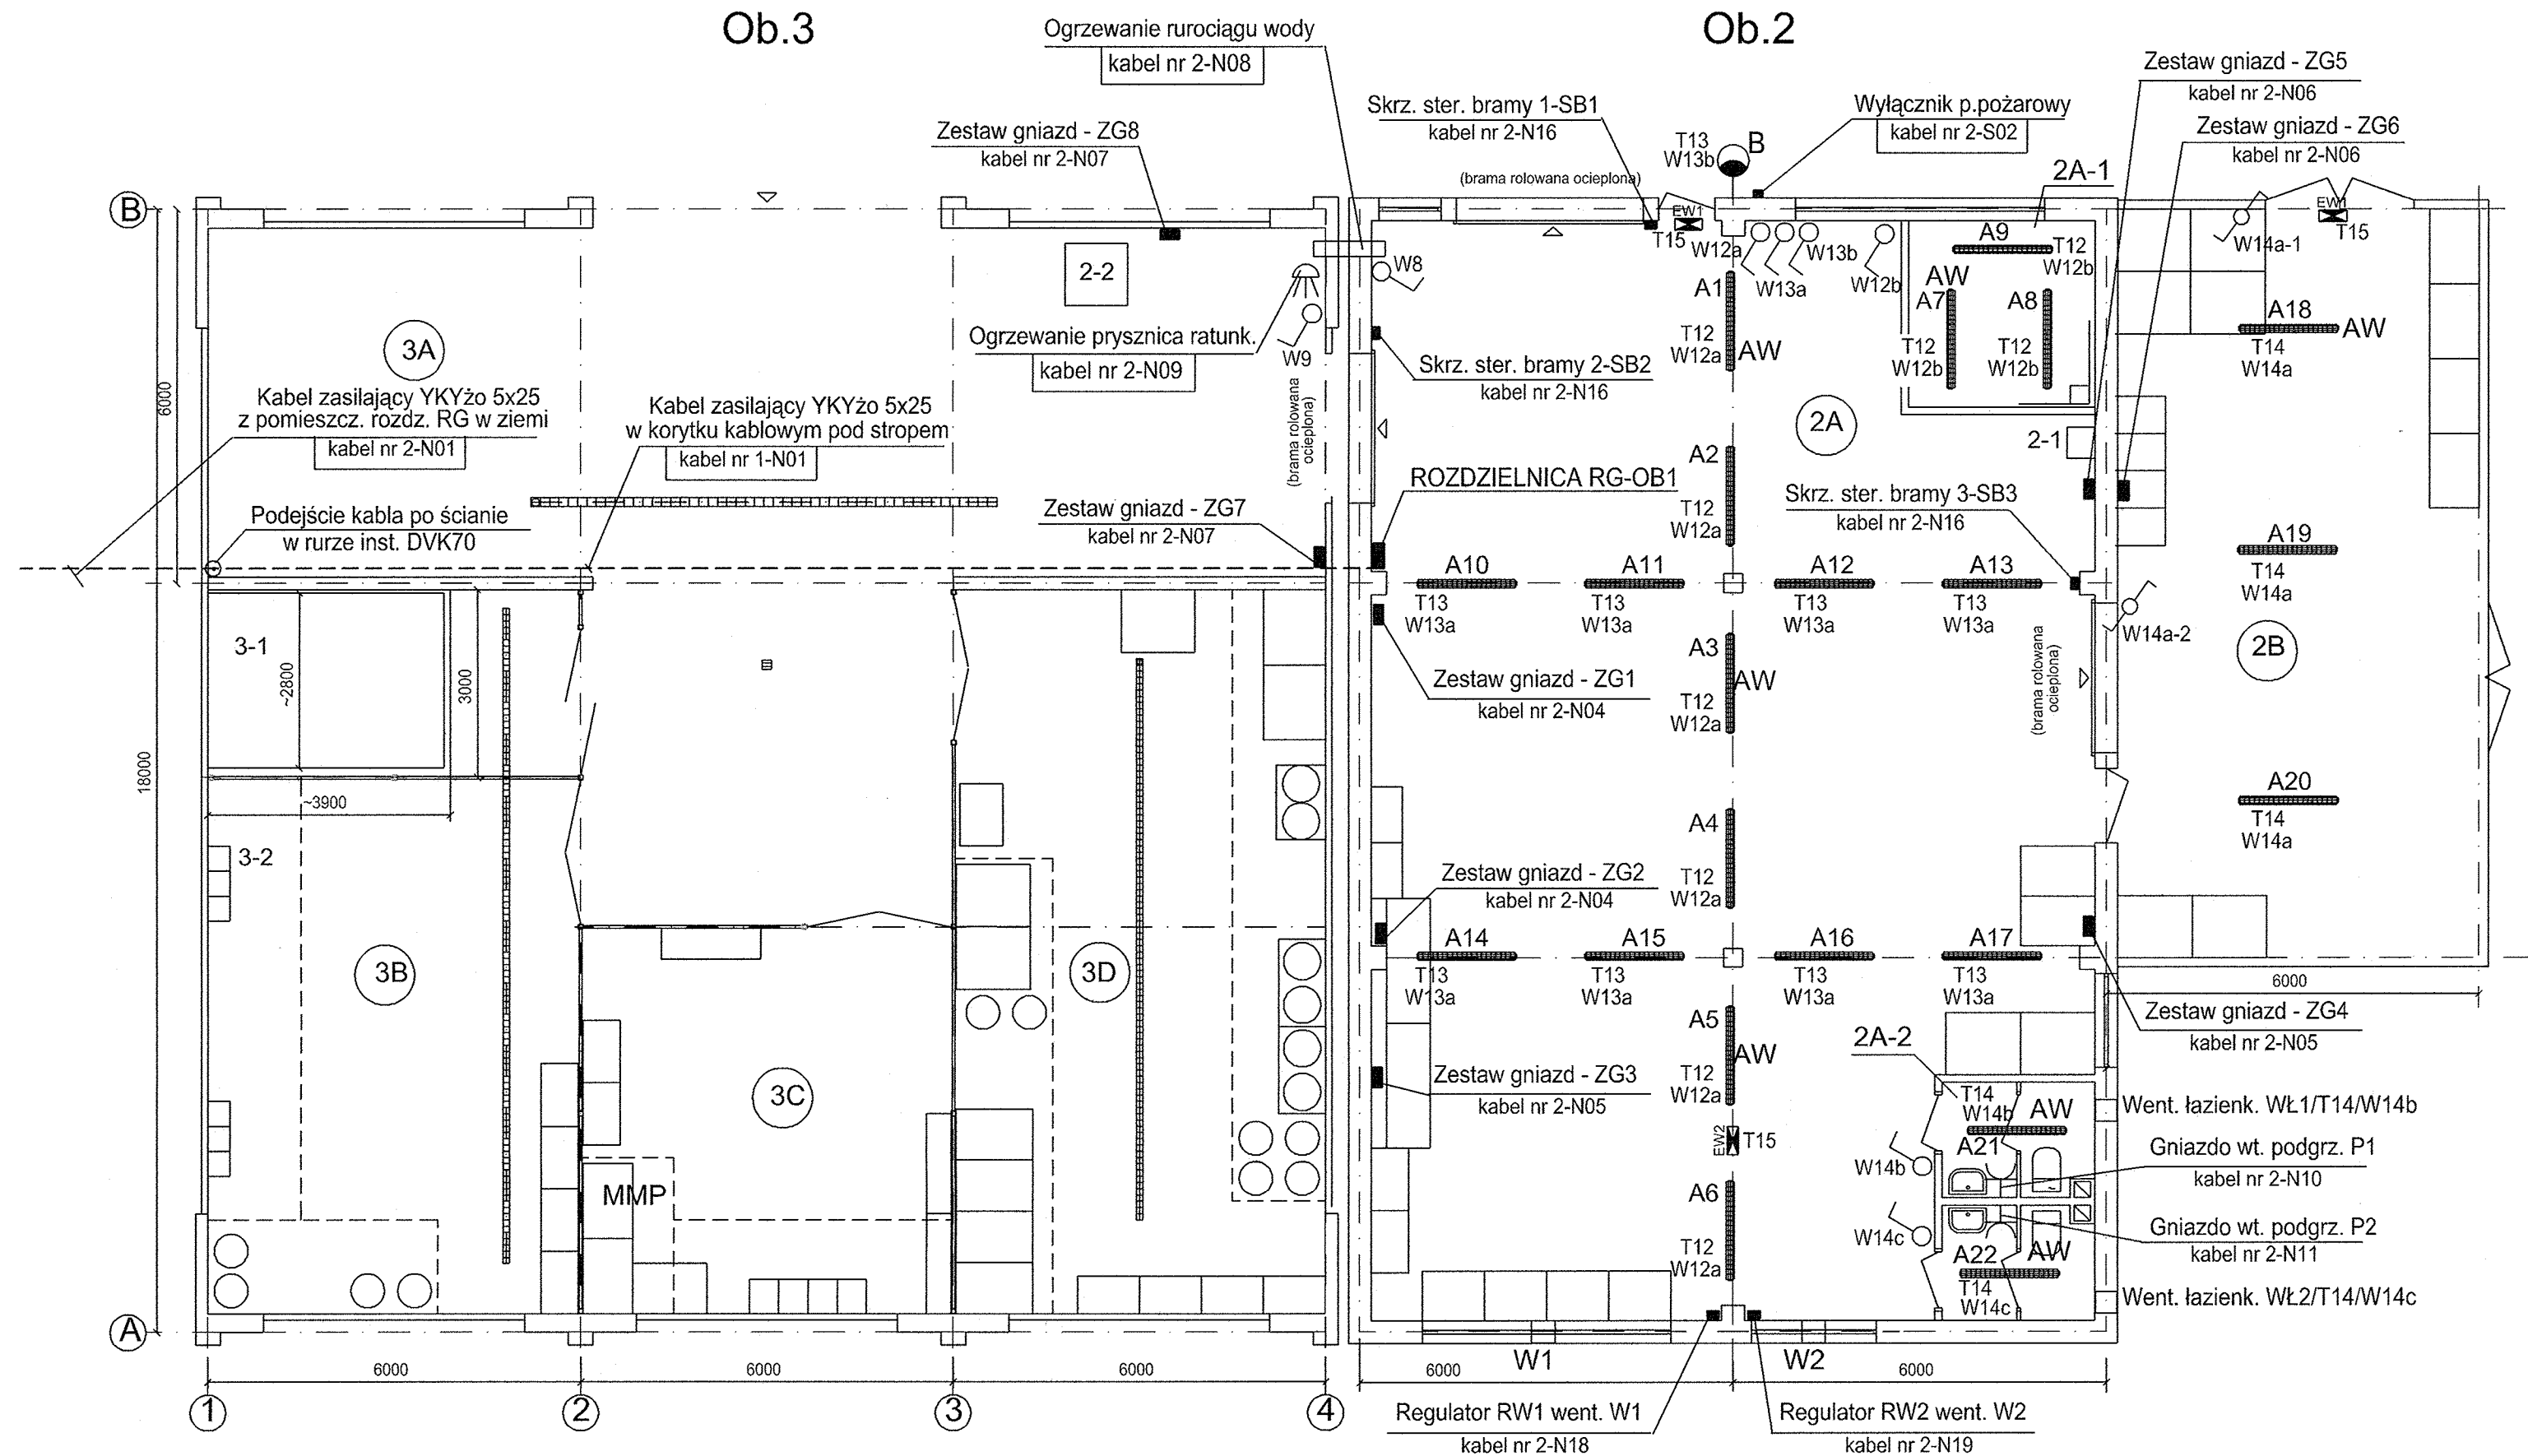 Ob.3
Ob.2
Ogrzewanie rurociągu wody
kabel nr 2-N08
Zestaw gniazd - ZG8
kabel nr 2-N07
Skrz. ster. bramy 1-SB1
kabel nr 2-N16
(brama rolowana ocieplona)
T13
W13b
B
Wyłącznik p.pożarowy
kabel nr 2-S02
Zestaw gniazd - ZG5
kabel nr 2-N06
Zestaw gniazd - ZG6
kabel nr 2-N06
2A-1
B
2-2
3A
Ogrzewanie prysznica ratunk.
kabel nr 2-N09
W9
W8
EW1
T15
W12a
W13a
W13b
W12b
A9
T12
W12b
AW
A7
T12
W12b
A8
T12
W12b
W14a-1
EW1
T15
A1
T12
W12a
AW
A18
AW
T14
W14a
Skrz. ster. bramy 2-SB2
kabel nr 2-N16
(brama rolowana
ocieplona)
6000
Kabel zasilający YKYżo 5x25
z pomieszcz. rozdz. RG w ziemi
kabel nr 2-N01
Kabel zasilający YKYżo 5x25
w korytku kablowym pod stropem
kabel nr 1-N01
Podejście kabla po ścianie
w rurze inst. DVK70
Zestaw gniazd - ZG7
kabel nr 2-N07
ROZDZIELNICA RG-OB1
2A
2-1
A2
T12
W12a
Skrz. ster. bramy 3-SB3
kabel nr 2-N16
A19
T14
W14a
A10
T13
W13a
A11
T13
W13a
A12
T13
W13a
A13
T13
W13a
W14a-2
2B
3-1
~2800
3000
~3900
18000
Zestaw gniazd - ZG1
kabel nr 2-N04
A3
AW
T12
W12a
(brama rolowana
ocieplona)
A20
T14
W14a
3-2
A4
T12
W12a
Zestaw gniazd - ZG2
kabel nr 2-N04
3B
3D
A14
T13
W13a
A15
T13
W13a
A16
T13
W13a
A17
T13
W13a
6000
Zestaw gniazd - ZG4
kabel nr 2-N05
3C
Zestaw gniazd - ZG3
kabel nr 2-N05
A5
AW
T12
W12a
2A-2
T14
W14b
AW
A21
Went. łazienk. WŁ1/T14/W14b
EW2
T15
W14b
Gniazdo wt. podgrz. P1
kabel nr 2-N10
MMP
A6
T12
W12a
W14c
Gniazdo wt. podgrz. P2
kabel nr 2-N11
A22
AW
T14
W14c
Went. łazienk. WŁ2/T14/W14c
A
6000
6000
6000
6000
W1
W2
6000
1
2
3
4
Regulator RW1 went. W1
kabel nr 2-N18
Regulator RW2 went. W2
kabel nr 2-N19